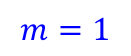 m = 1